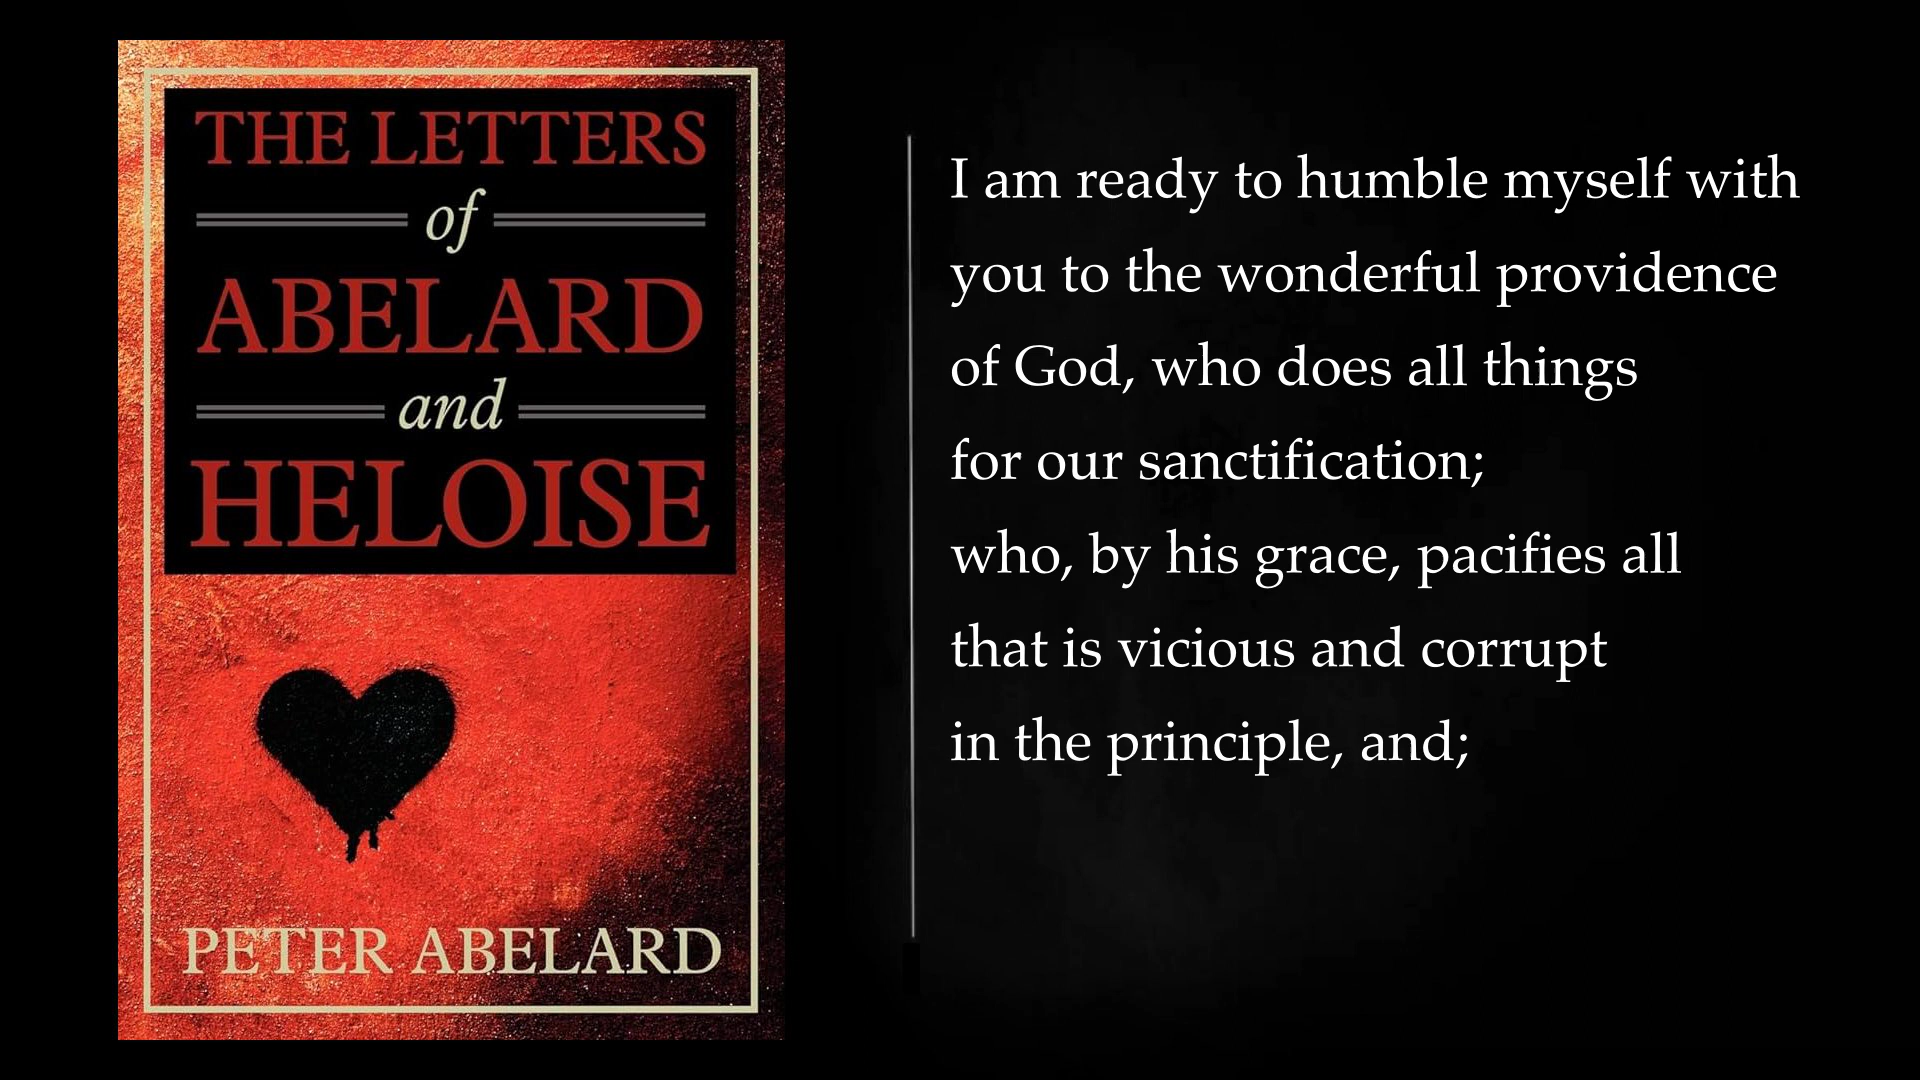 THE LETTERS
of
ABELARD
and
HELOISE
PETER ABELARD
I am ready to humble myself with
you to the wonderful providence
of God, who does all things
for our sanctification;
who, by his grace, pacifies all
that is vicious and corrupt
in the principle, and;